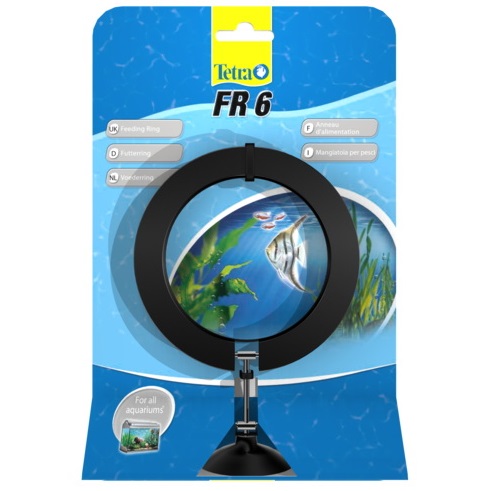 Tetra
FR 6
UK Feeding Ring
D Futterring
NL Voederring
F Anneau
d'alimentation
I Mangiatoia per pesci
For all
aquariums